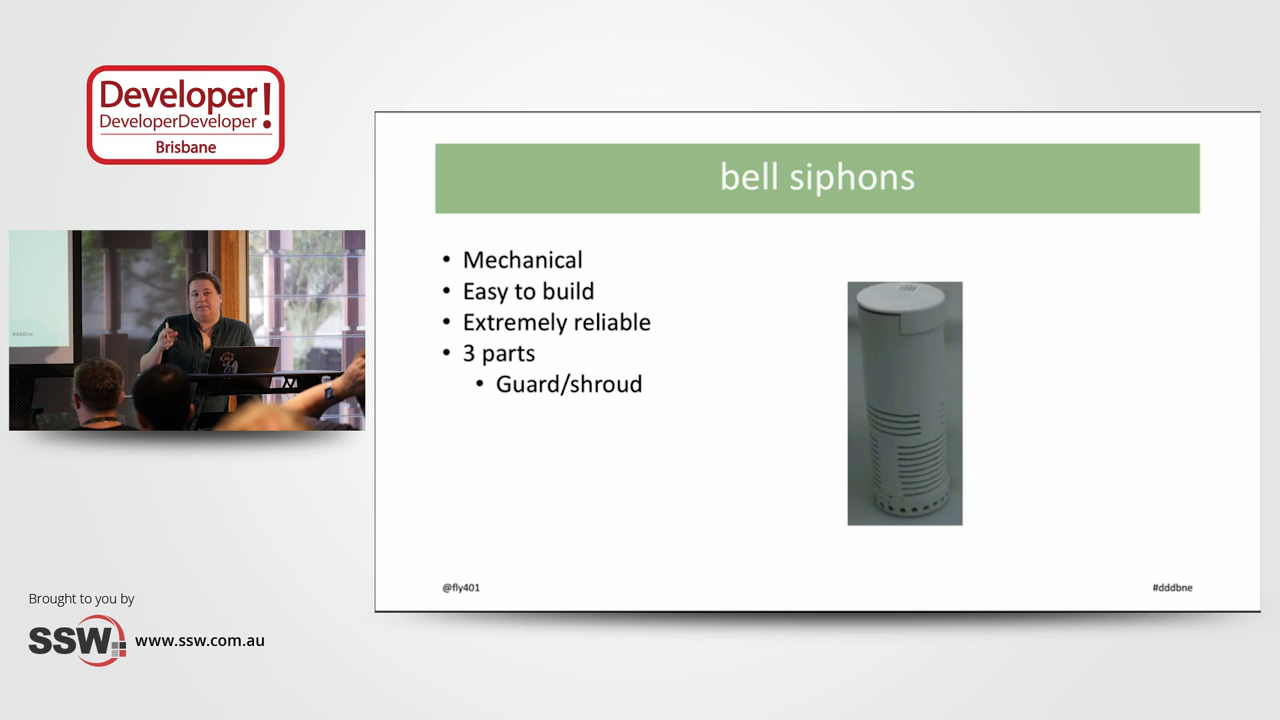 Developer!
DeveloperDeveloper
Brisbane
#dddbne
Brought to you by
SSW
www.ssw.com.au
bell siphons
• Mechanical
• Easy to build
• Extremely reliable
• 3 parts
• Guard/shroud
@fly401
#dddbne